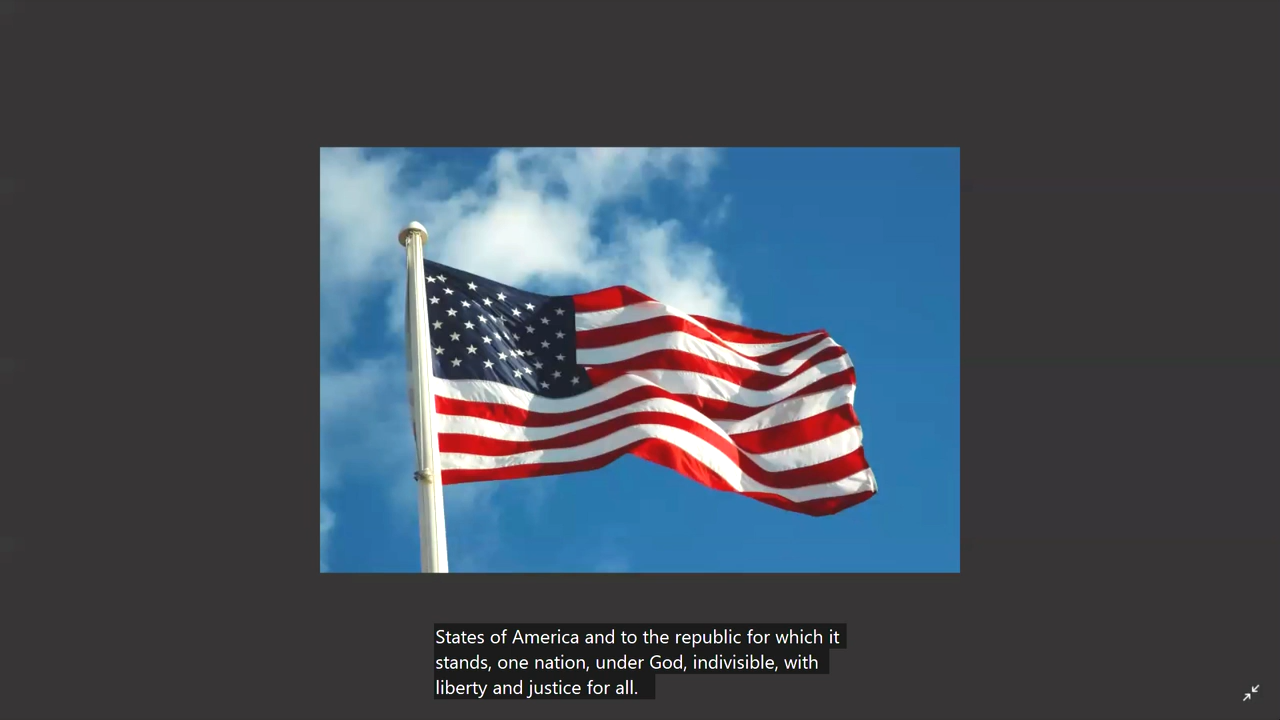 States of America and to the republic for which it
stands, one nation, under God, indivisible, with
liberty and justice for all.